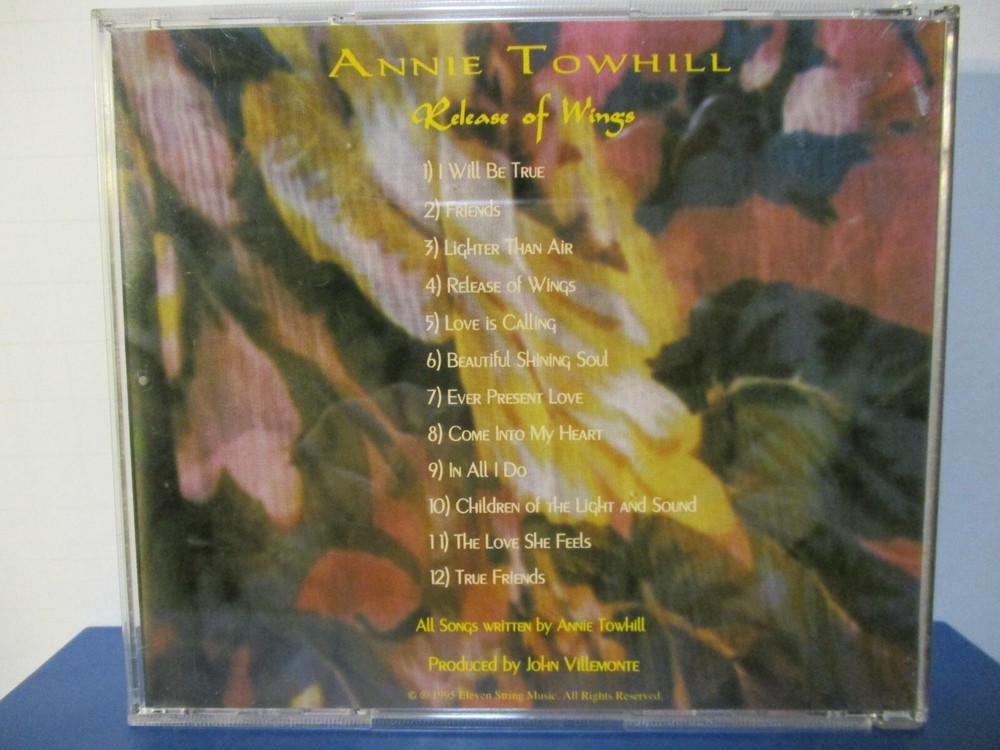 Annie Towhill
Release of Wings
1) I Will Be True
2) Friends
3) Lighter Than Air
4) Release of Wings
5) Love is Calling
6) Beautiful Shining Soul
7) Ever Present Love
8) Come Into My Heart
9) In All I Do
10) Children of the Light and Sound
11) The Love She Feels
12) True Friends
All Songs written by Annie Towhill
Produced by John Villemonte
© ℗ 1995 Eleven String Music. All Rights Reserved.